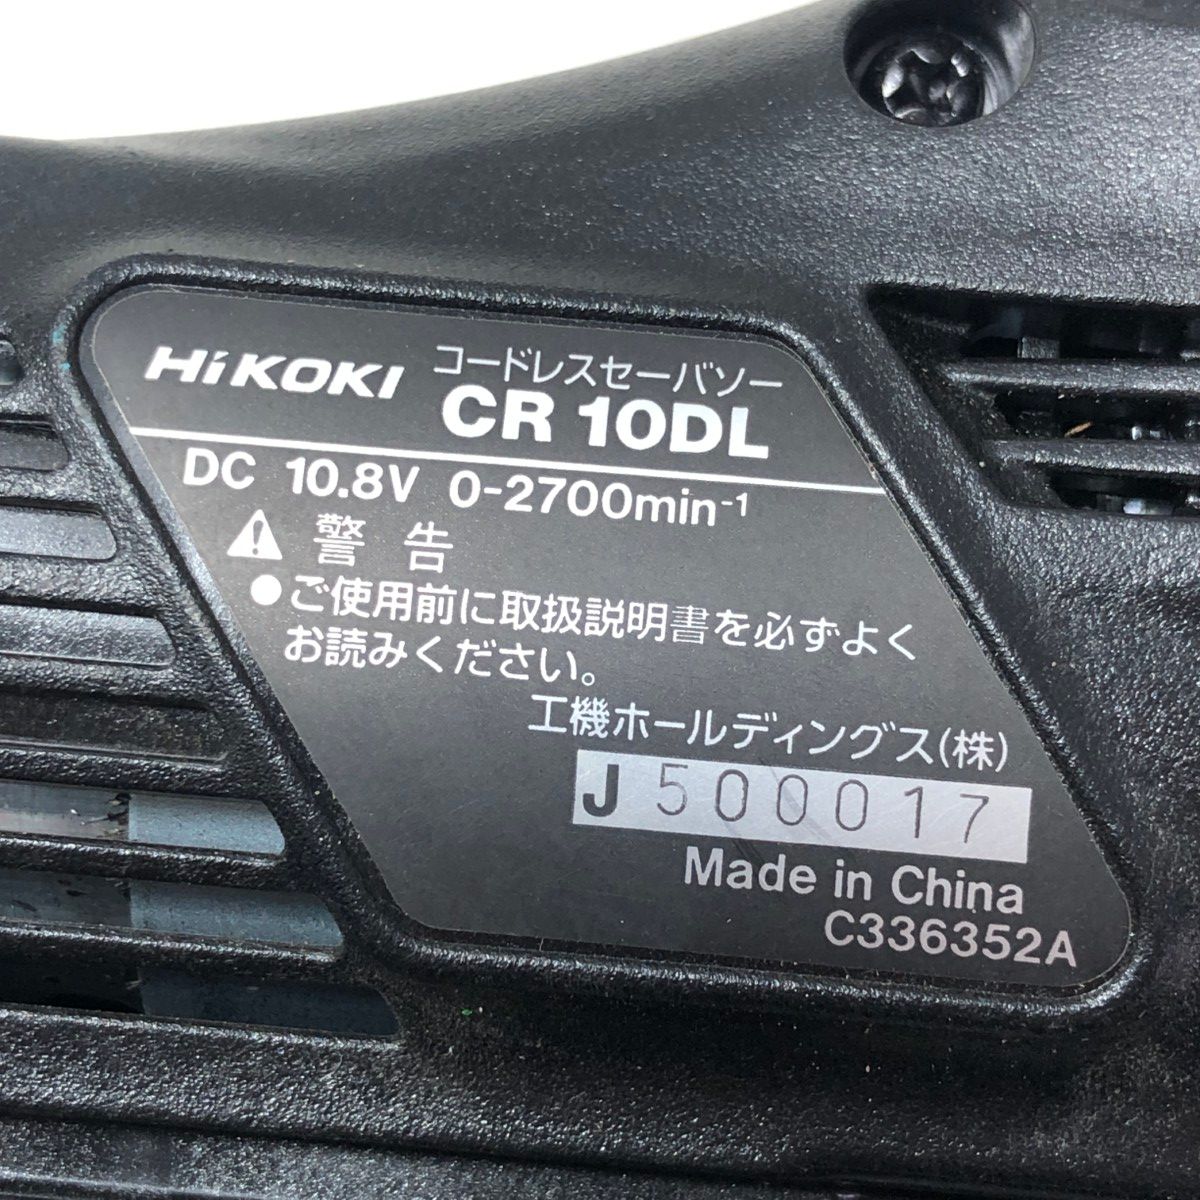 HiKOKI コードレスセーバソー
CR 10DL
DC 10.8V 0-2700min⁻¹
警告
●ご使用前に取扱説明書を必ずよく
お読みください。
工機ホールディングス(株)
J 500017
Made in China
C336352A